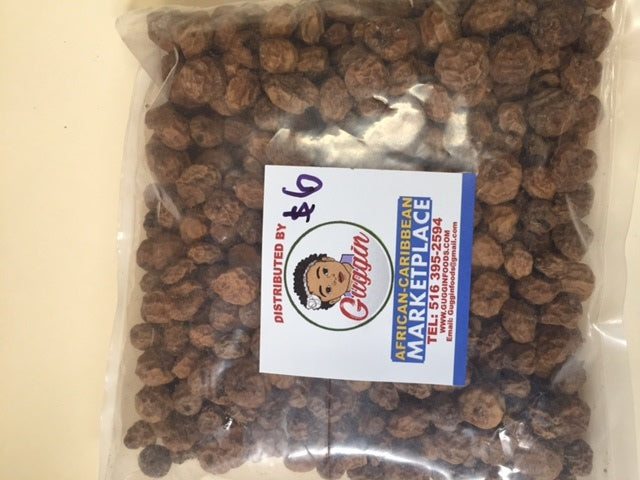 $6
DISTRIBUTED BY
Guggin
AFRICAN-CARIBBEAN
MARKETPLACE
TEL: 516 395-2594
WWW.GUGGINFOODS.COM
Email: Gugginfoods@gmail.com